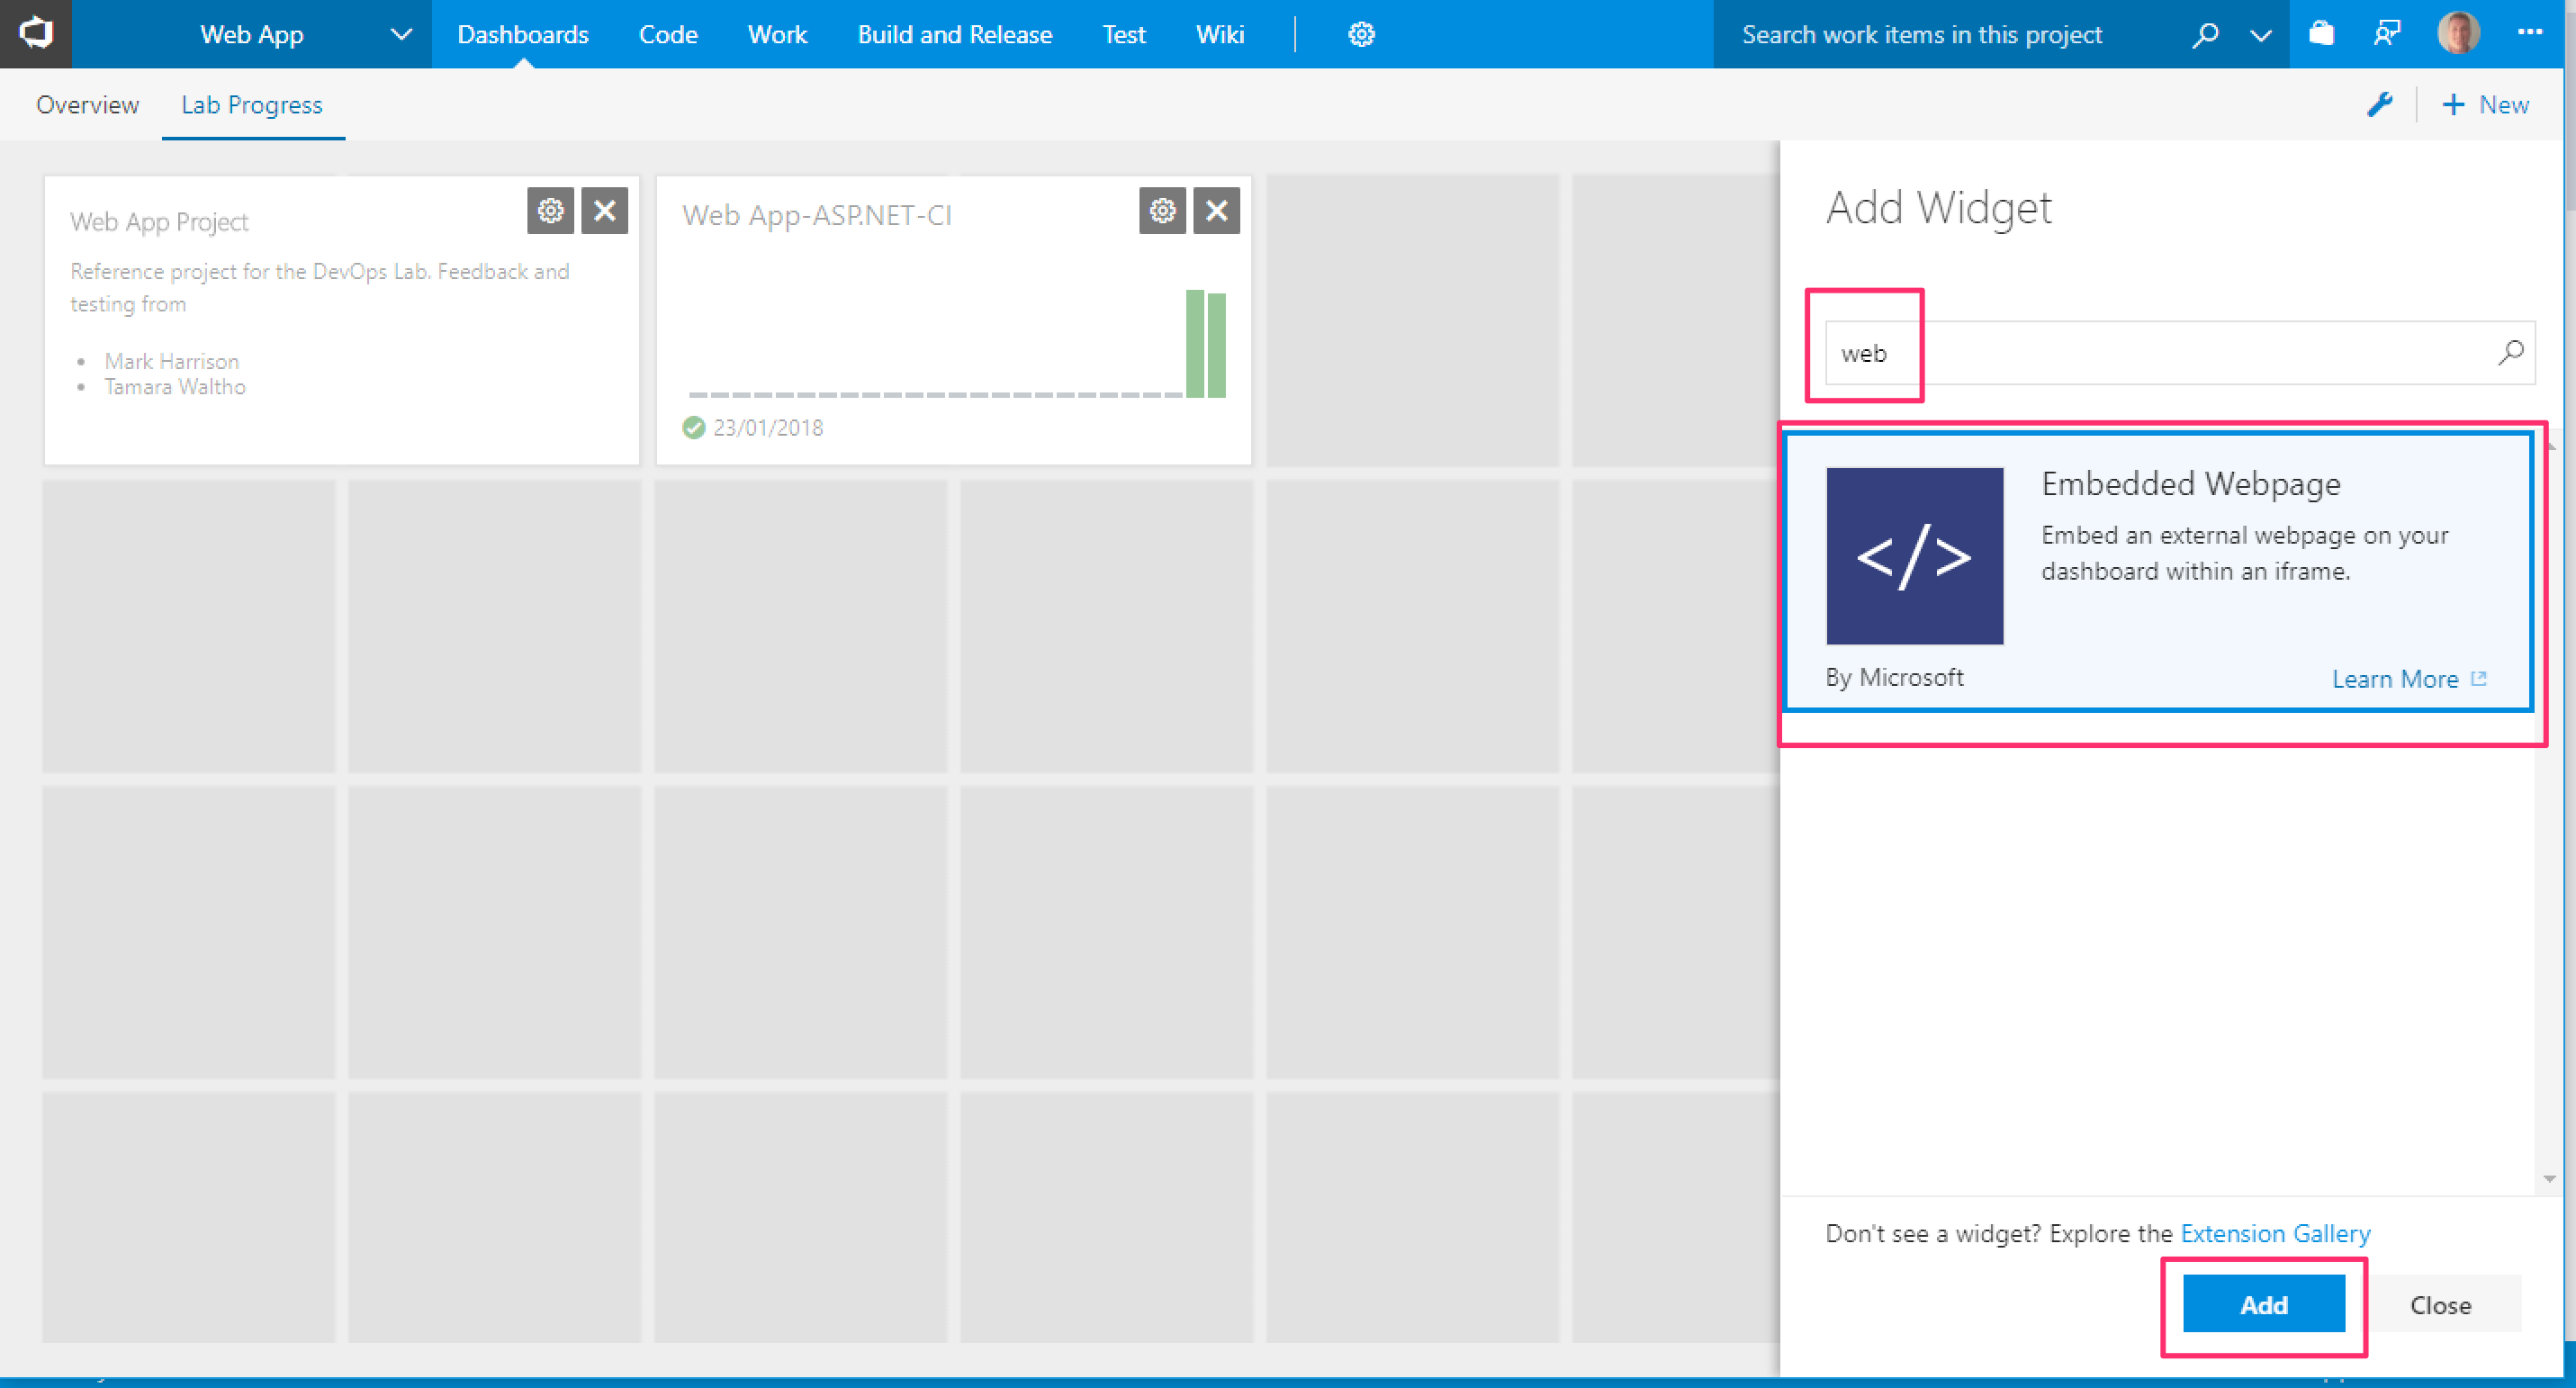 Web App
Dashboards
Code
Work
Build and Release
Test
Wiki
Search work items in this project
Overview
Lab Progress
New
Web App Project
Reference project for the DevOps Lab. Feedback and
testing from
Mark Harrison
Tamara Waltho
Web App-ASP.NET-CI
23/01/2018
Add Widget
web
</>
Embedded Webpage
Embed an external webpage on your
dashboard within an iframe.
By Microsoft
Learn More
Don't see a widget? Explore the Extension Gallery
Add
Close